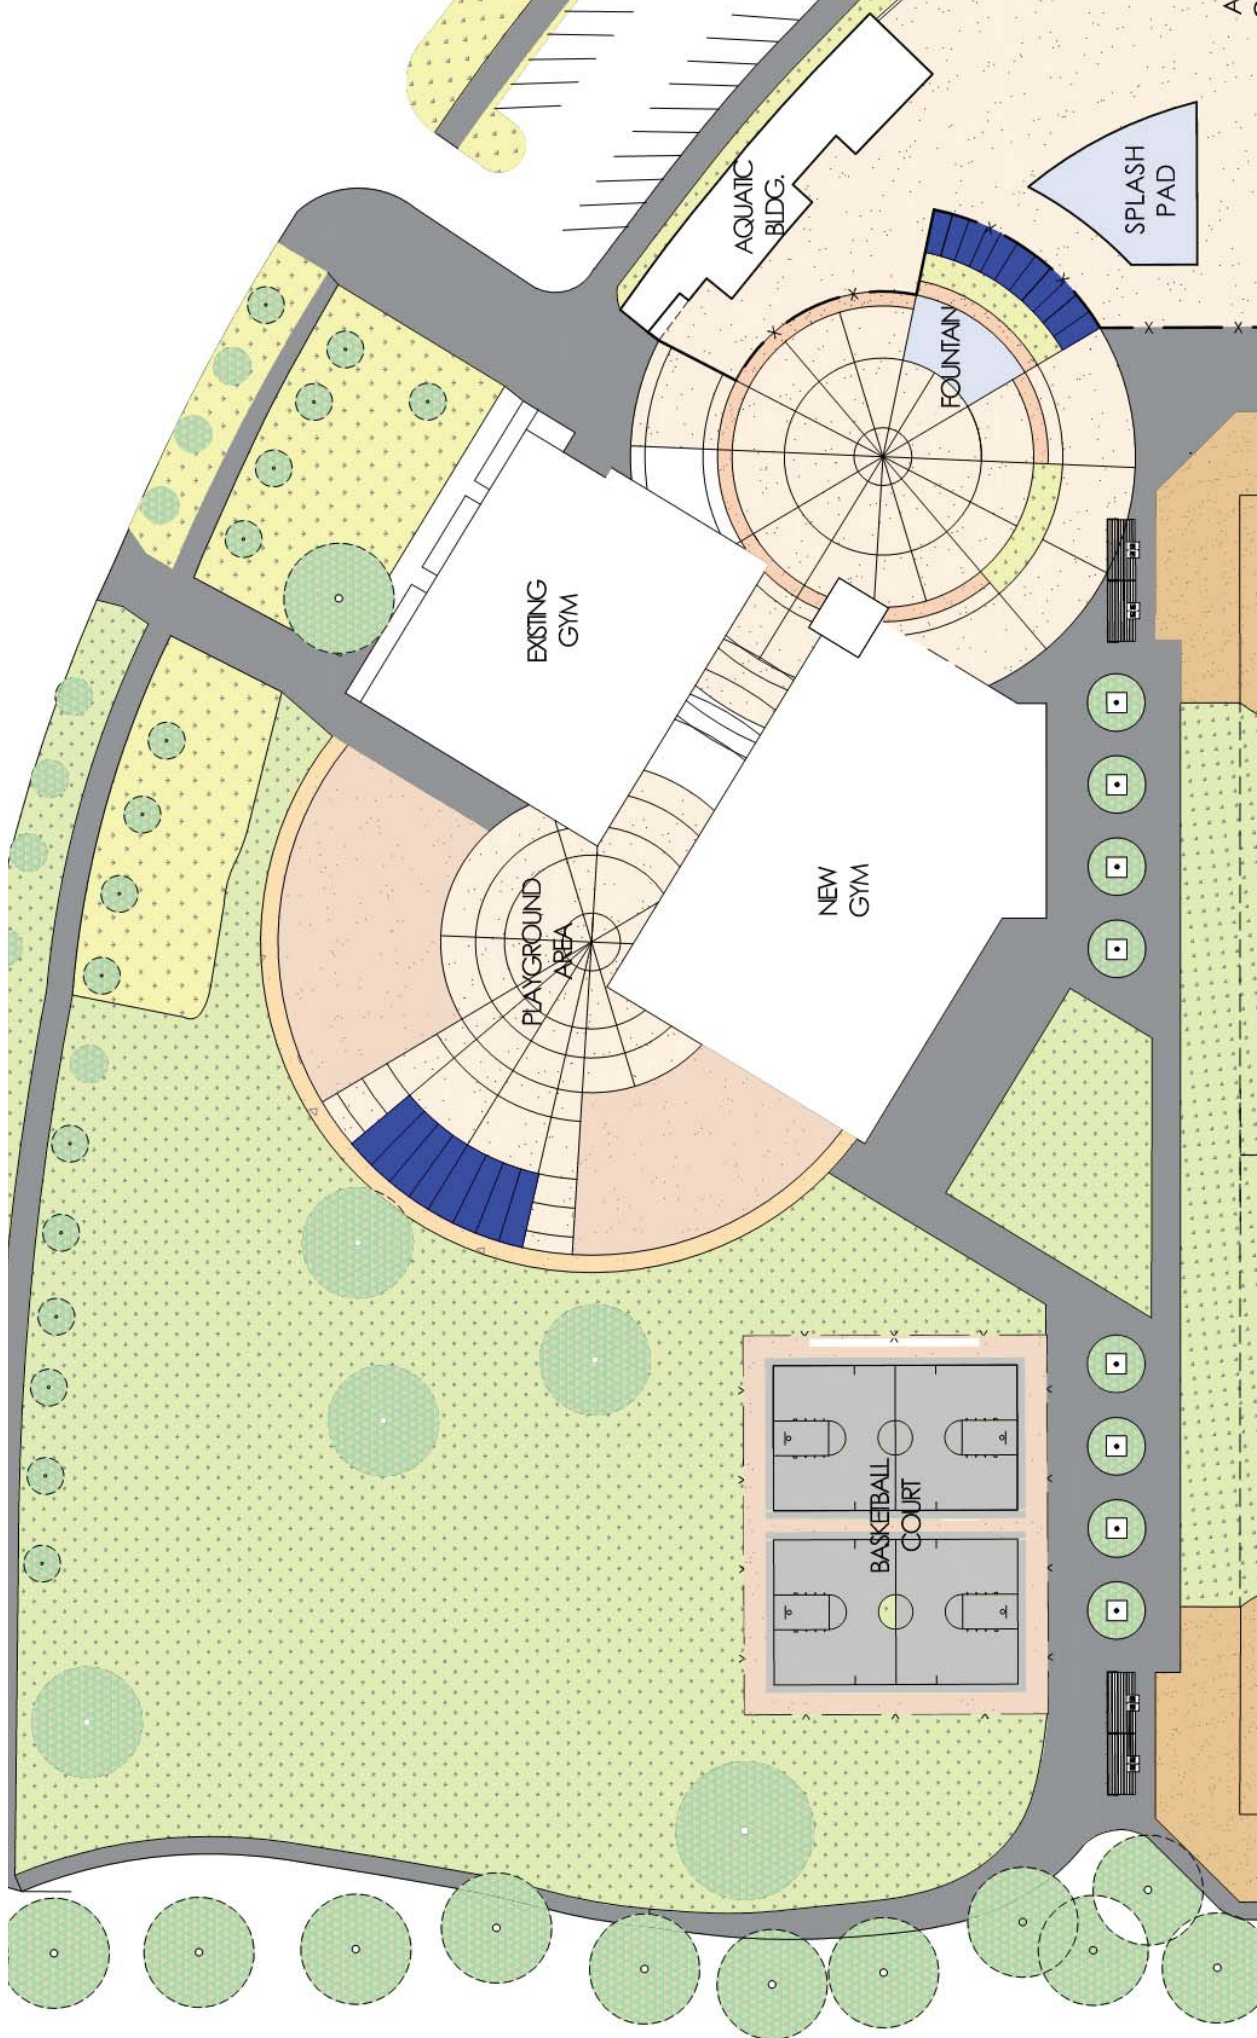 AQUATIC
BLDG.
SPLASH
PAD
FOUNTAIN
EXISTING
GYM
PLAYGROUND
AREA
NEW
GYM
BASKETBALL
COURT